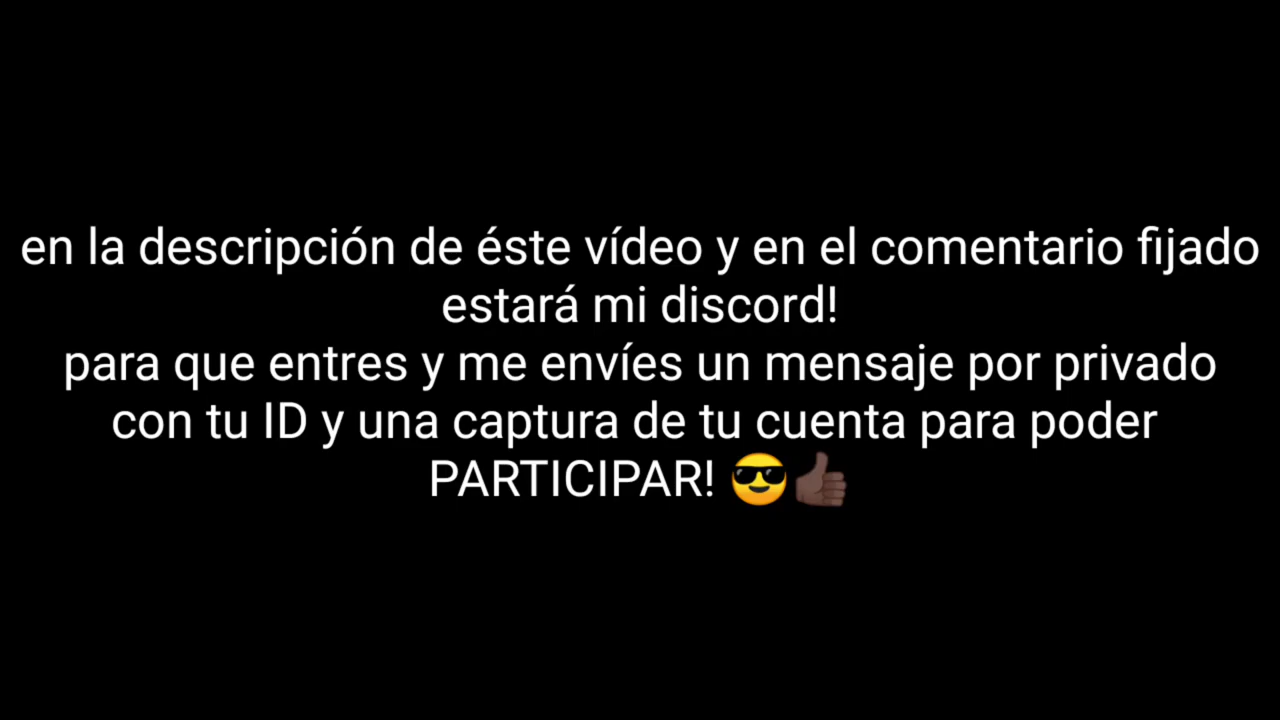 en la descripción de éste vídeo y en el comentario fijado
estará mi discord!
para que entres y me envíes un mensaje por privado
con tu ID y una captura de tu cuenta para poder
PARTICIPAR! 😎👍🏿